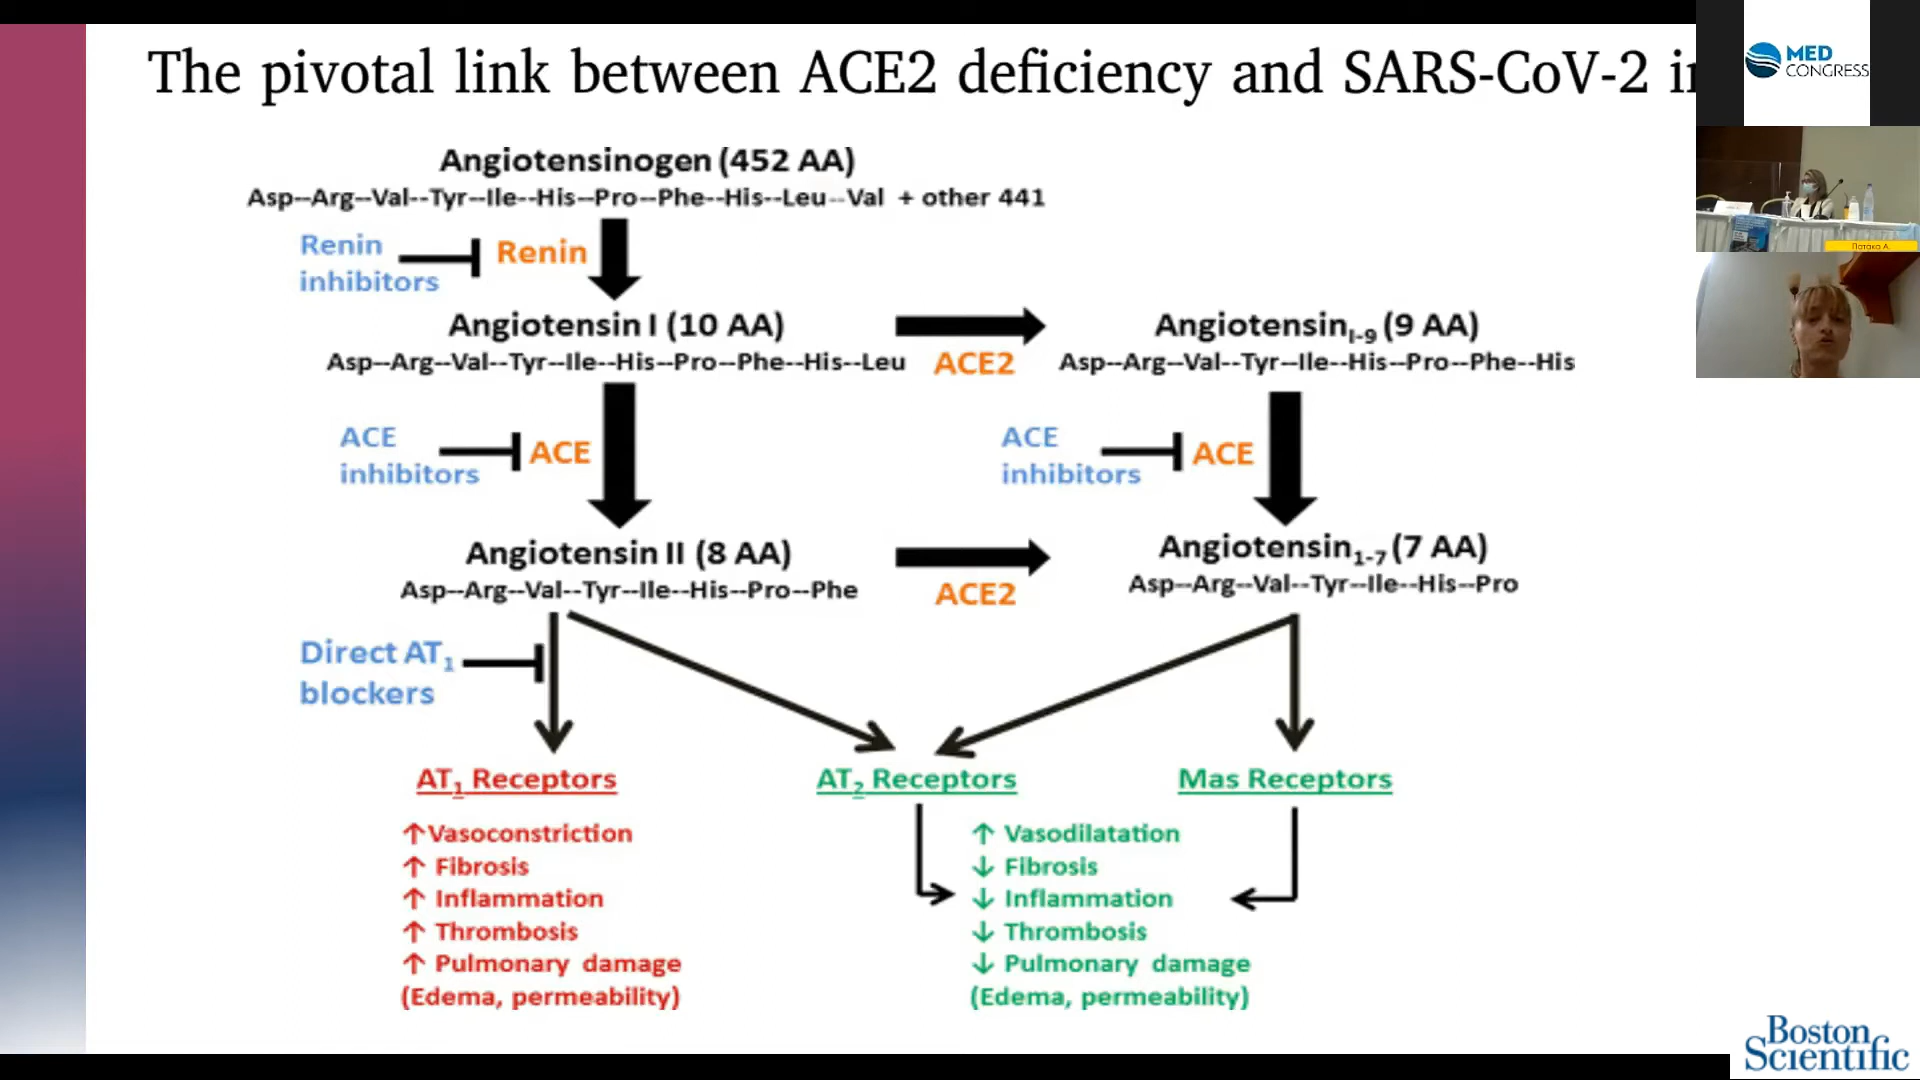 The pivotal link between ACE2 deficiency and SARS-CoV-2 in
MED
CONGRESS
Angiotensinogen (452 AA)
Asp--Arg--Val--Tyr--Ile--His--Pro--Phe--His--Leu--Val + other 441
Renin
inhibitors
Renin
Angiotensin I (10 AA)
Asp--Arg--Val--Tyr--Ile--His--Pro--Phe--His--Leu
ACE2
Angiotensin I-9 (9 AA)
Asp--Arg--Val--Tyr--Ile--His--Pro--Phe--His
ACE
inhibitors
ACE
ACE
inhibitors
ACE
Angiotensin II (8 AA)
Asp--Arg--Val--Tyr--Ile--His--Pro--Phe
ACE2
Angiotensin 1-7 (7 AA)
Asp--Arg--Val--Tyr--Ile--His--Pro
Direct AT1
blockers
AT1 Receptors
↑Vasoconstriction
↑ Fibrosis
↑ Inflammation
↑ Thrombosis
↑ Pulmonary damage
(Edema, permeability)
AT2 Receptors
Mas Receptors
↑ Vasodilatation
↓ Fibrosis
↓ Inflammation
↓ Thrombosis
↓ Pulmonary damage
(Edema, permeability)
Boston
Scientific